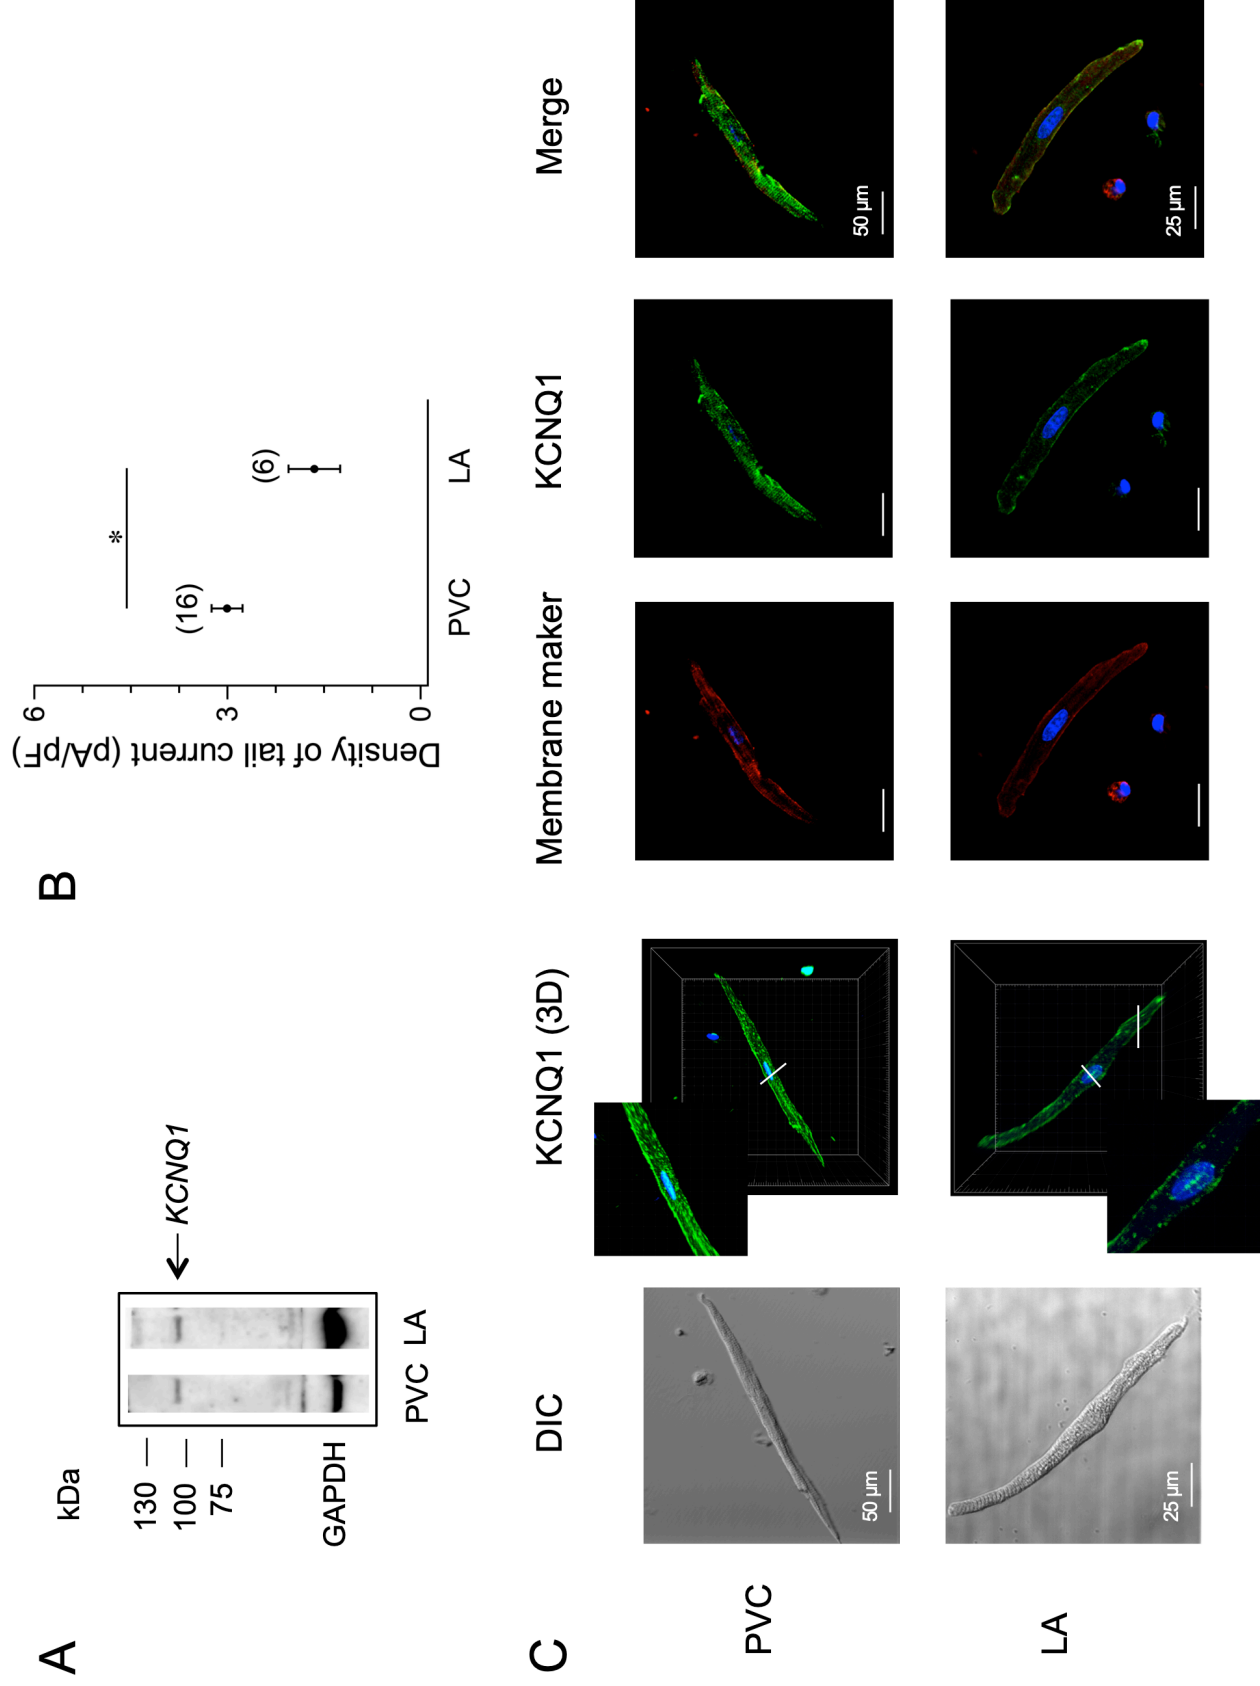 A
kDa
130
100
75
GAPDH
PVC LA
KCNQ1
B
Density of tail current (pA/pF)
6
3
0
(16)
*
(6)
PVC LA
C
DIC KCNQ1 (3D) Membrane maker KCNQ1 Merge
PVC
50 µm
50 µm
LA
25 µm
25 µm